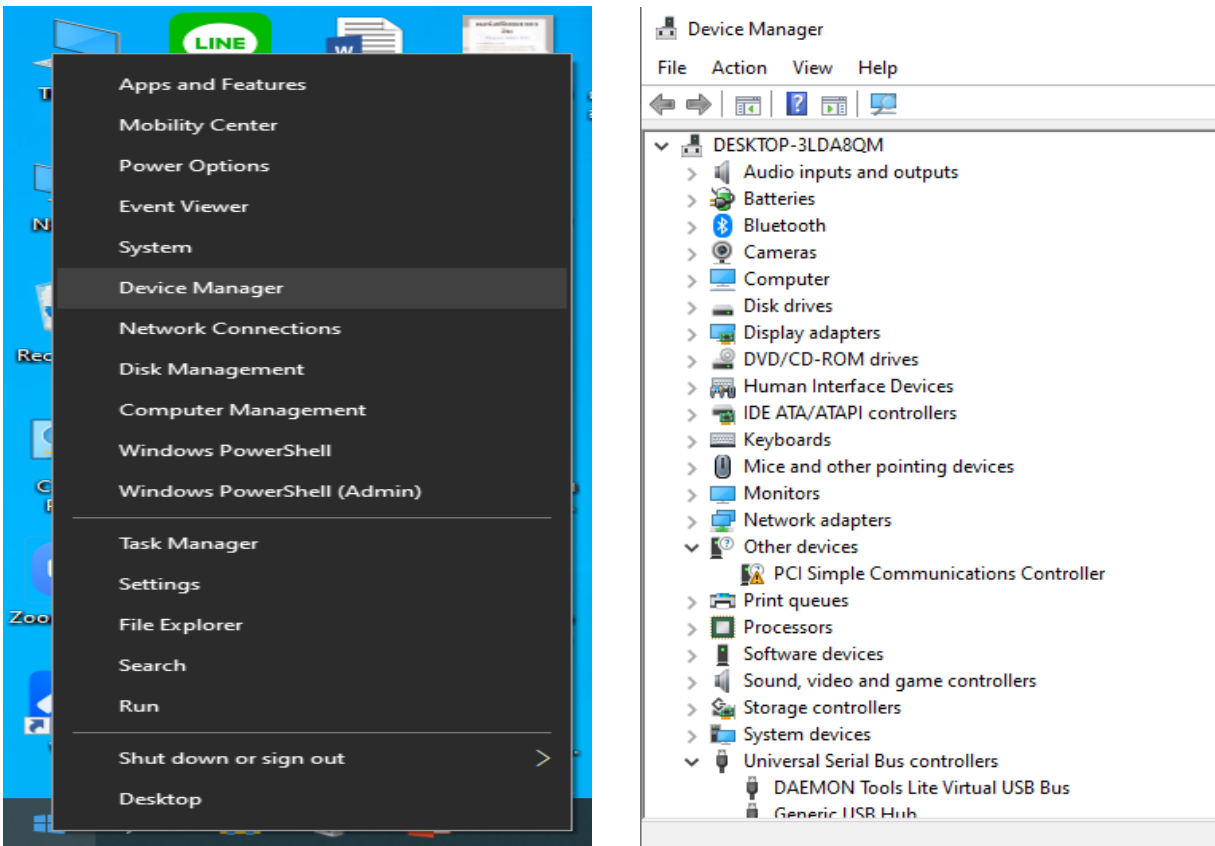 LINE
W
Apps and Features
Mobility Center
Power Options
Event Viewer
System
Device Manager
Network Connections
Disk Management
Computer Management
Windows PowerShell
Windows PowerShell (Admin)
Task Manager
Settings
File Explorer
Search
Run
Shut down or sign out
Desktop
Rec
Zoo
Device Manager
File Action View Help
DESKTOP-3LDA8QM
Audio inputs and outputs
Batteries
Bluetooth
Cameras
Computer
Disk drives
Display adapters
DVD/CD-ROM drives
Human Interface Devices
IDE ATA/ATAPI controllers
Keyboards
Mice and other pointing devices
Monitors
Network adapters
Other devices
PCI Simple Communications Controller
Print queues
Processors
Software devices
Sound, video and game controllers
Storage controllers
System devices
Universal Serial Bus controllers
DAEMON Tools Lite Virtual USB Bus
Generic USB Hub